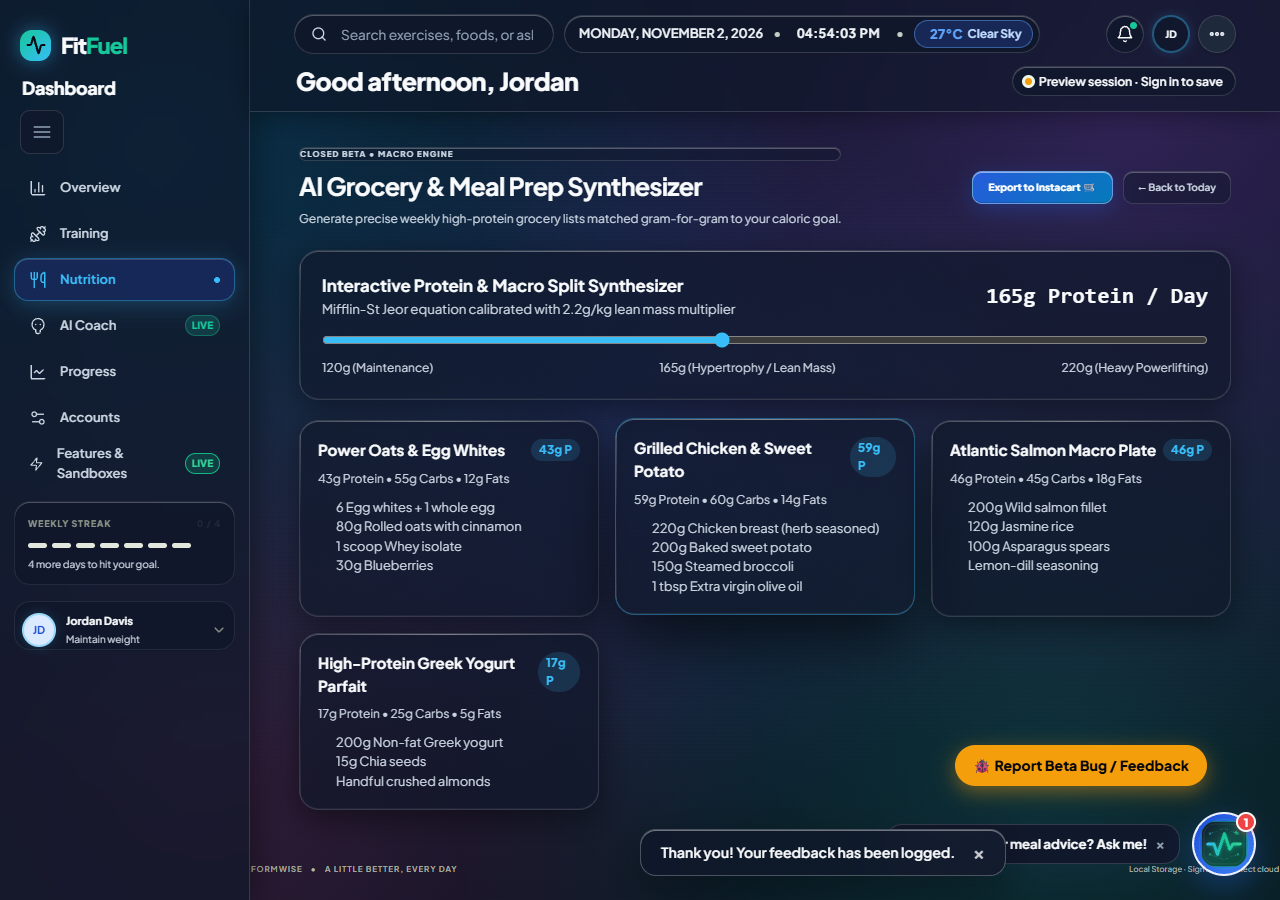 FitFuel
Dashboard
Overview
Training
Nutrition
AI Coach LIVE
Progress
Accounts
Features &
Sandboxes
LIVE
WEEKLY STREAK 0 / 4
4 more days to hit your goal.
JD
Jordan Davis
Maintain weight
Search exercises, foods, or asl
MONDAY, NOVEMBER 2, 2026 • 04:54:03 PM • 27°C Clear Sky
JD
•••
Good afternoon, Jordan
Preview session · Sign in to save
CLOSED BETA ● MACRO ENGINE
AI Grocery & Meal Prep Synthesizer
Generate precise weekly high-protein grocery lists matched gram-for-gram to your caloric goal.
Export to Instacart 🛒
← Back to Today
Interactive Protein & Macro Split Synthesizer
Mifflin-St Jeor equation calibrated with 2.2g/kg lean mass multiplier
165g Protein / Day
120g (Maintenance)
165g (Hypertrophy / Lean Mass)
220g (Heavy Powerlifting)
Power Oats & Egg Whites
43g P
43g Protein • 55g Carbs • 12g Fats
6 Egg whites + 1 whole egg
80g Rolled oats with cinnamon
1 scoop Whey isolate
30g Blueberries
Grilled Chicken & Sweet
Potato
59g
P
59g Protein • 60g Carbs • 14g Fats
220g Chicken breast (herb seasoned)
200g Baked sweet potato
150g Steamed broccoli
1 tbsp Extra virgin olive oil
Atlantic Salmon Macro Plate
46g P
46g Protein • 45g Carbs • 18g Fats
200g Wild salmon fillet
120g Jasmine rice
100g Asparagus spears
Lemon-dill seasoning
High-Protein Greek Yogurt
Parfait
17g
P
17g Protein • 25g Carbs • 5g Fats
200g Non-fat Greek yogurt
15g Chia seeds
Handful crushed almonds
🐞 Report Beta Bug / Feedback
Thank you! Your feedback has been logged. ×
meal advice? Ask me! ×
1
FORMWISE • A LITTLE BETTER, EVERY DAY
Local Storage · cloud